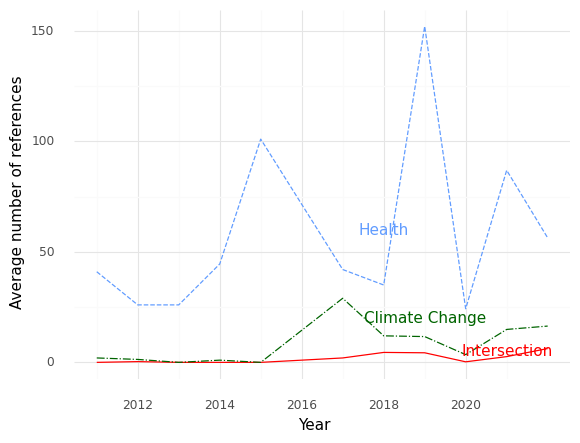 150
100
50
0
Average number of references
Health
Climate Change
Intersection
2012 2014 2016 2018 2020
Year